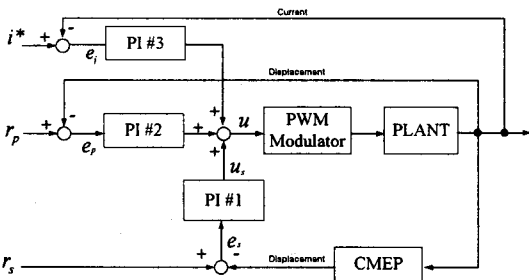 Current
i* + -
e_i
PI #3
Displacement
+ -
r_p + -
e_p
PI #2
+ +
u
PWM
Modulator
PLANT
+
u_s
PI #1
e_s
r_s + -
Displacement
CMEP